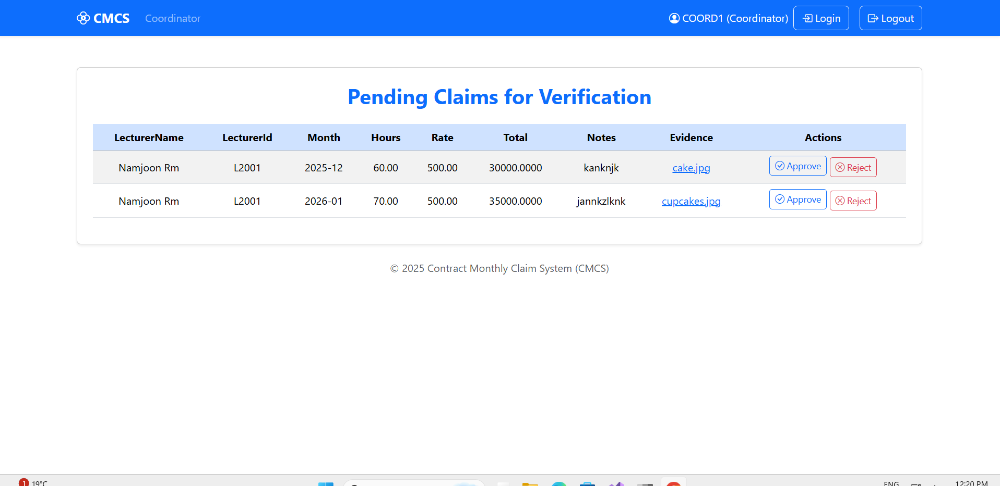 CMCS Coordinator COORD1 (Coordinator) Login Logout
Pending Claims for Verification
LecturerName LecturerId Month Hours Rate Total Notes Evidence Actions
Namjoon Rm L2001 2025-12 60.00 500.00 30000.0000 kanknjk cake.jpg Approve Reject
Namjoon Rm L2001 2026-01 70.00 500.00 35000.0000 jannkzlknk cupcakes.jpg Approve Reject
© 2025 Contract Monthly Claim System (CMCS)
1 19°C ENG 12:20 PM